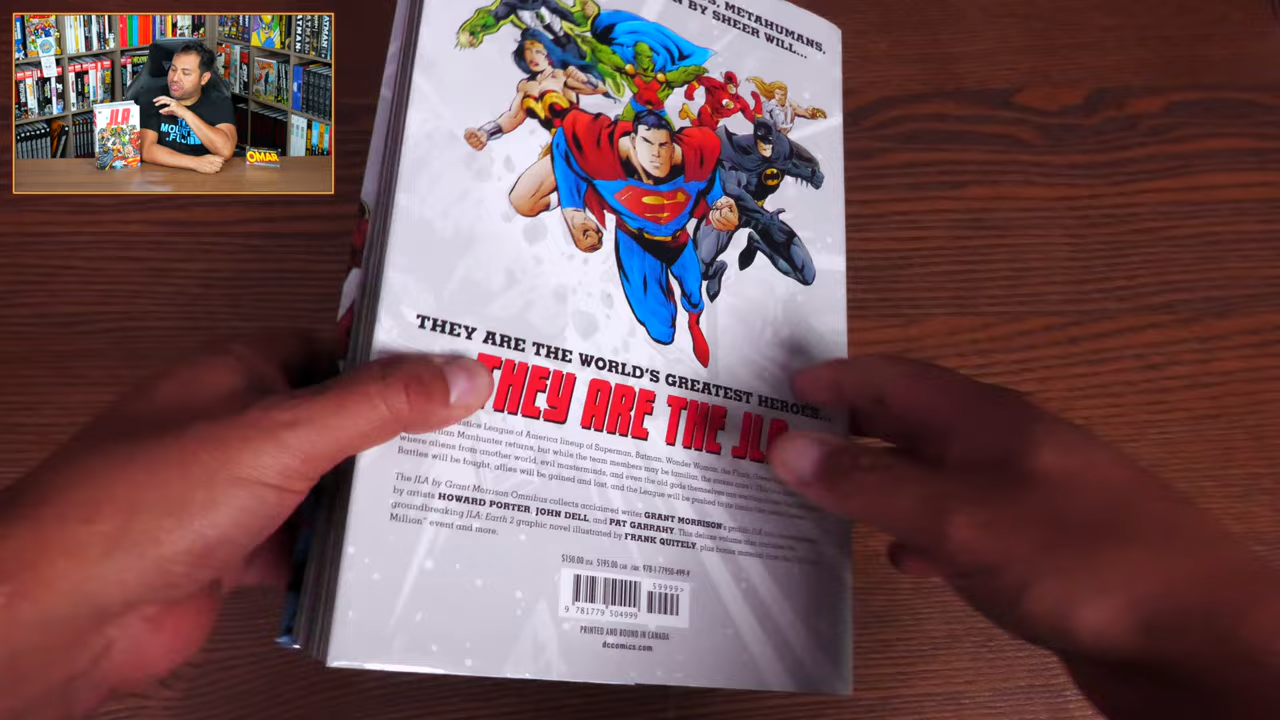 JLA
OMAR
S, METAHUMANS,
N BY SHEER WILL...
THEY ARE THE WORLD'S GREATEST HEROES...
THEY ARE THE JLA
Justice League of America lineup of Superman, Batman, Wonder Woman, the Flash, Green
Manhunter returns, but while the team members may be familiar, the
where aliens from another world, evil masterminds, and even the old gods themselves are
Battles will be fought, allies will be gained and lost, and the League will be pushed to its
The JLA by Grant Morrison Omnibus collects acclaimed writer GRANT MORRISON's
by artists HOWARD PORTER, JOHN DELL, and PAT GARRAHY. This deluxe volume also
groundbreaking JLA: Earth 2 graphic novel illustrated by FRANK QUITELY, plus bonus material from the
Million" event and more.
$150.00 USA $195.00 CAN ISBN: 978-1-77950-499-9
59999>
9 781779 504999
PRINTED AND BOUND IN CANADA
dccomics.com